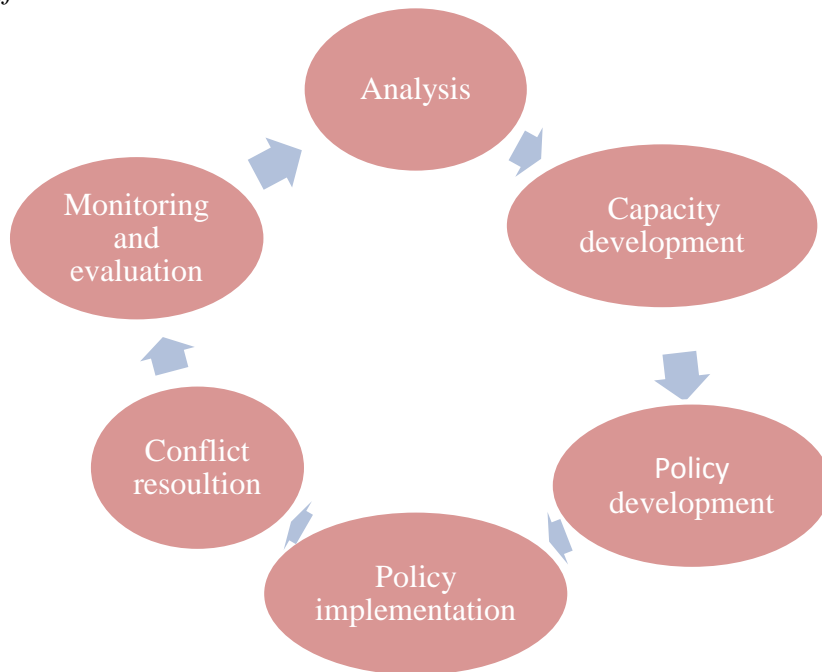 Analysis
Capacity
development
Policy
development
Policy
implementation
Conflict
resoultion
Monitoring
and
evaluation